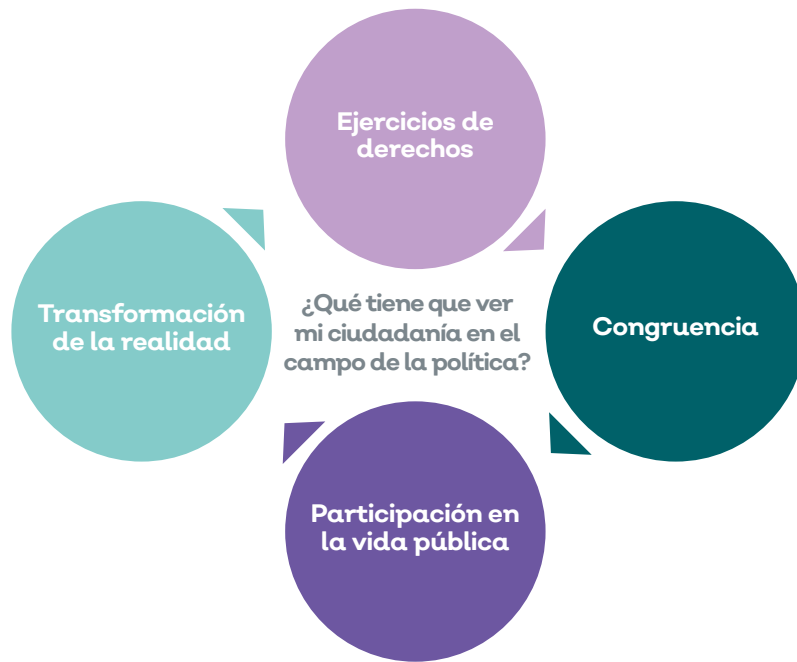 Ejercicios de
derechos
Transformación
de la realidad
¿Qué tiene que ver
mi ciudadanía en el
campo de la política?
Congruencia
Participación en
la vida pública